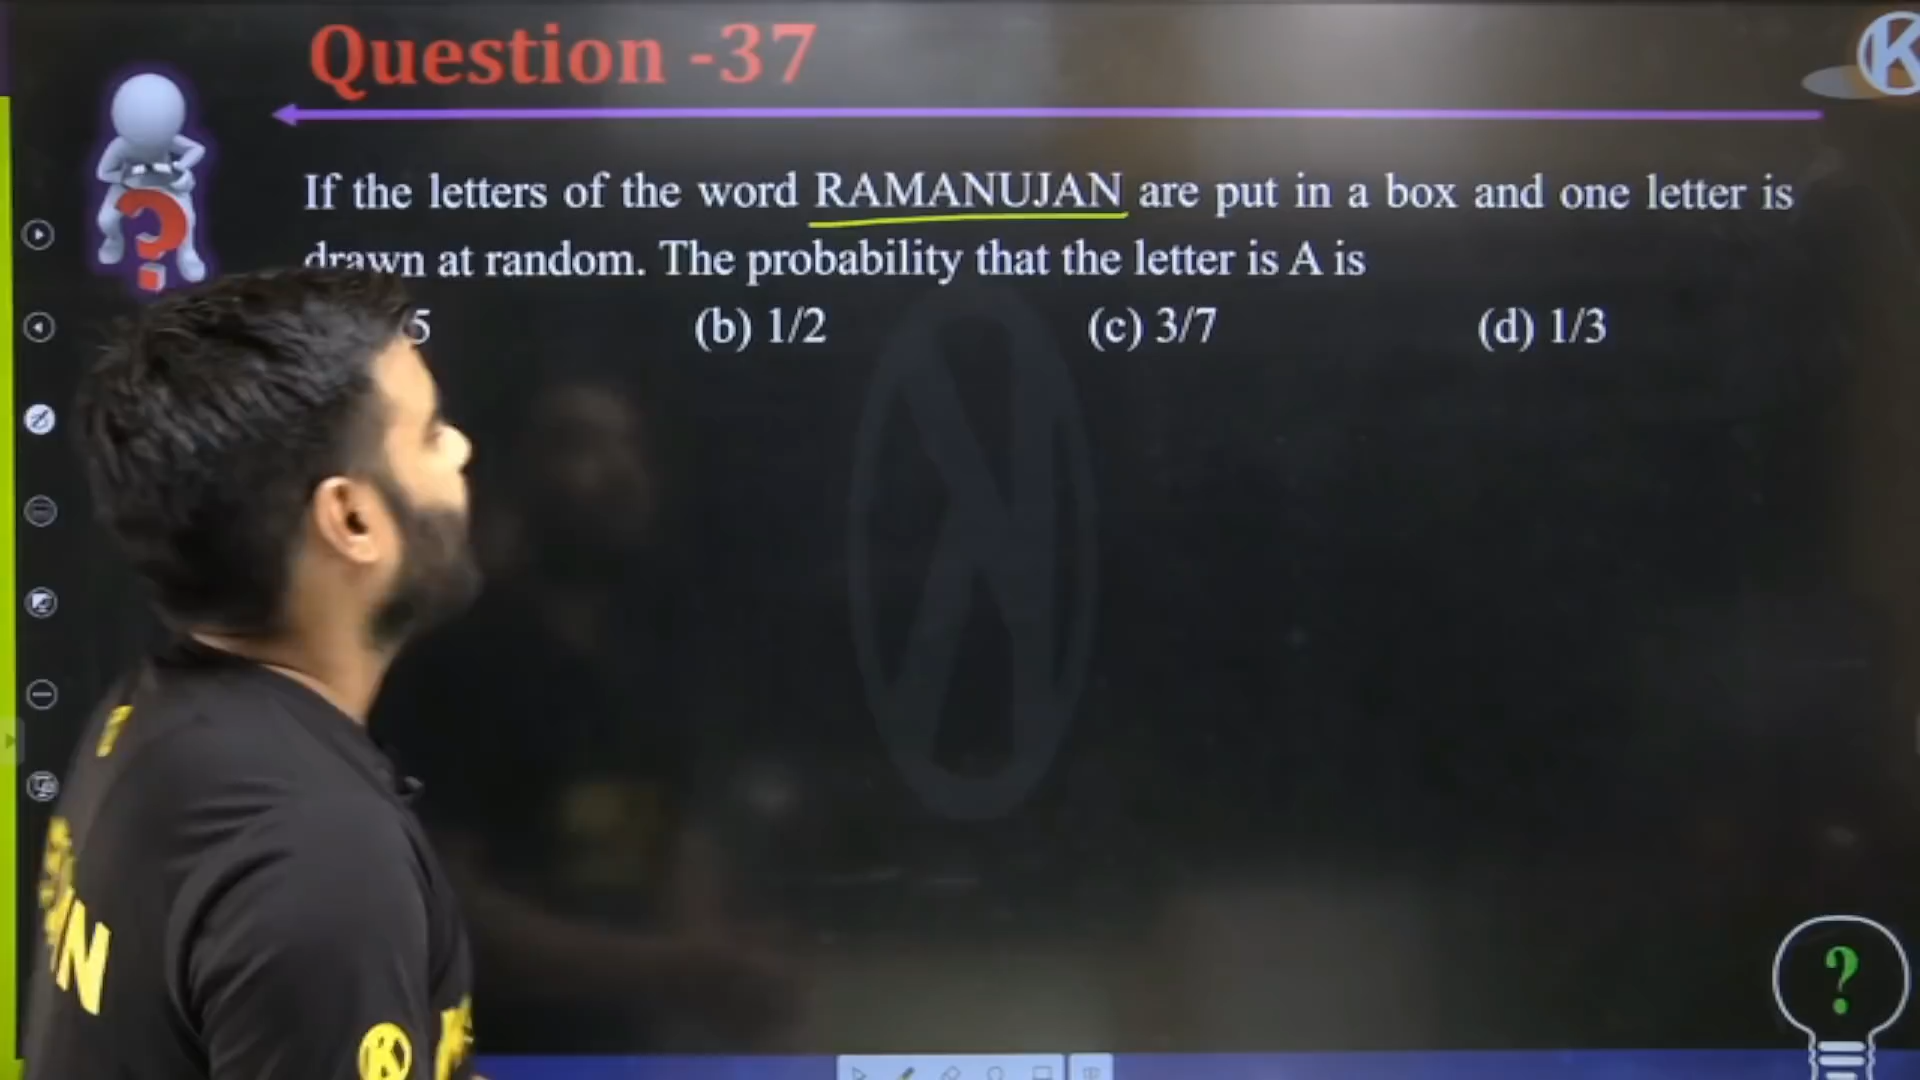 Question -37
If the letters of the word RAMANUJAN are put in a box and one letter is
drawn at random. The probability that the letter is A is
5 (b) 1/2 (c) 3/7 (d) 1/3